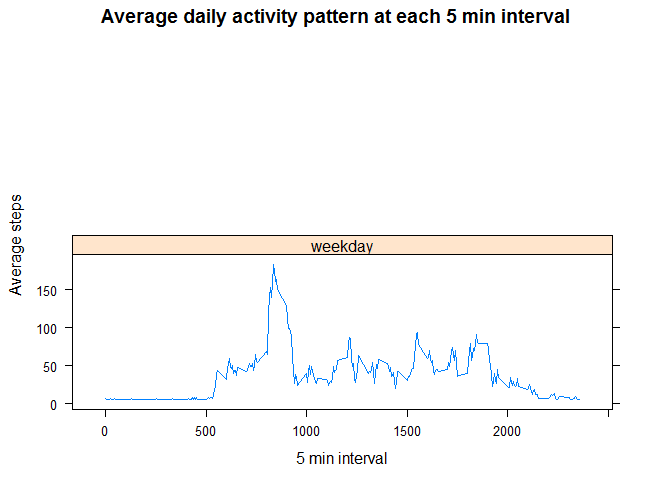 Average daily activity pattern at each 5 min interval
Average steps
weekday
150
100
50
0
0 500 1000 1500 2000
5 min interval